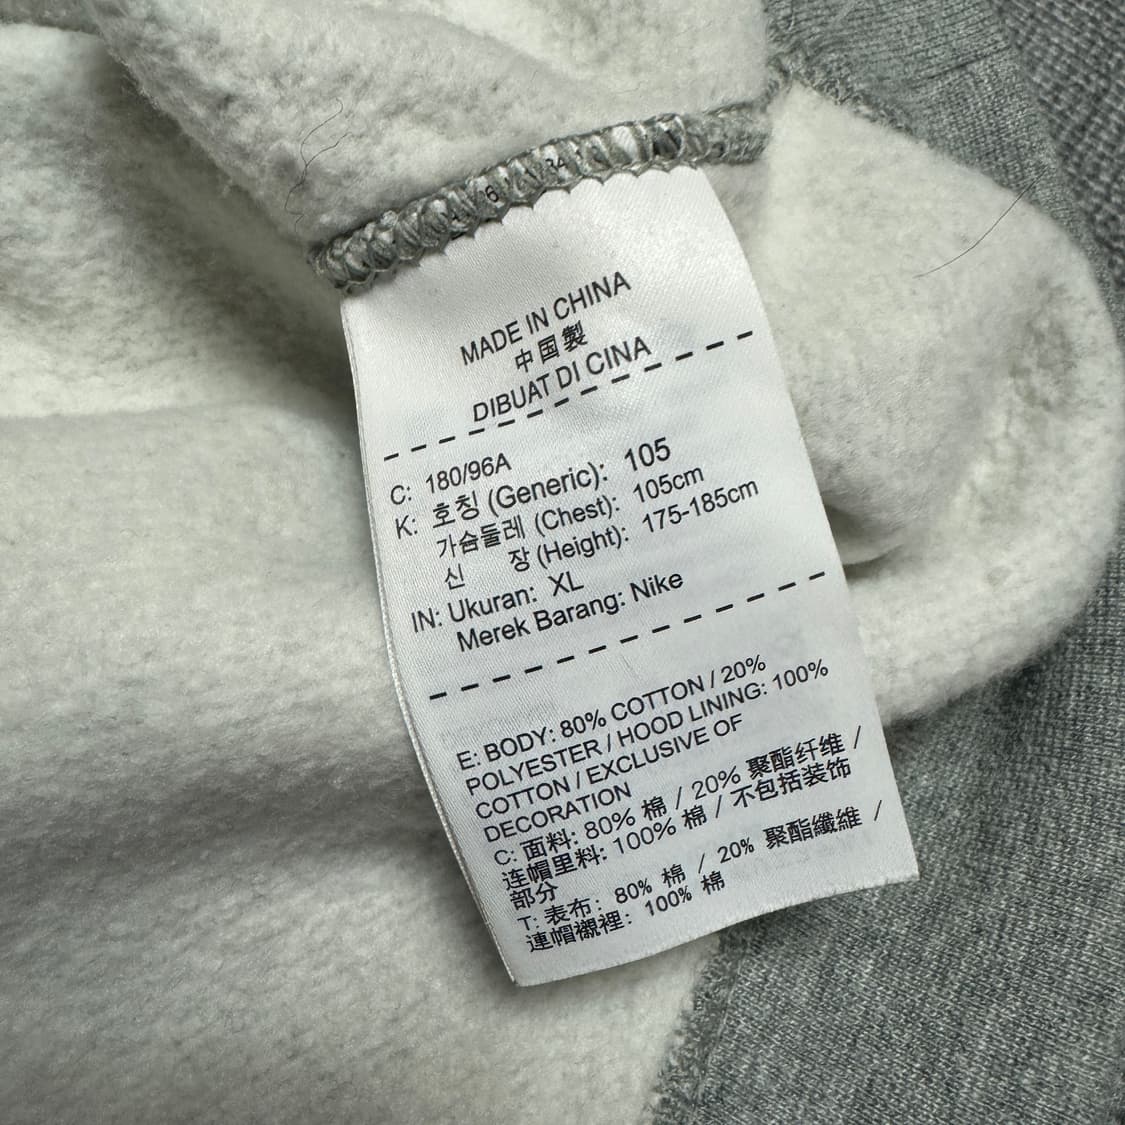 MADE IN CHINA
中国製
DIBUAT DI CINA
C: 180/96A
K: 호칭 (Generic): 105
가슴둘레 (Chest): 105cm
신 장 (Height): 175-185cm
IN: Ukuran: XL
Merek Barang: Nike
E: BODY: 80% COTTON / 20%
POLYESTER / HOOD LINING: 100%
COTTON / EXCLUSIVE OF
DECORATION
C: 面料: 80% 棉 / 20% 聚酯纤维 /
连帽里料: 100% 棉 / 不包括装饰
部分
T: 表布: 80% 棉 / 20% 聚酯纖維 /
連帽襯裡: 100% 棉